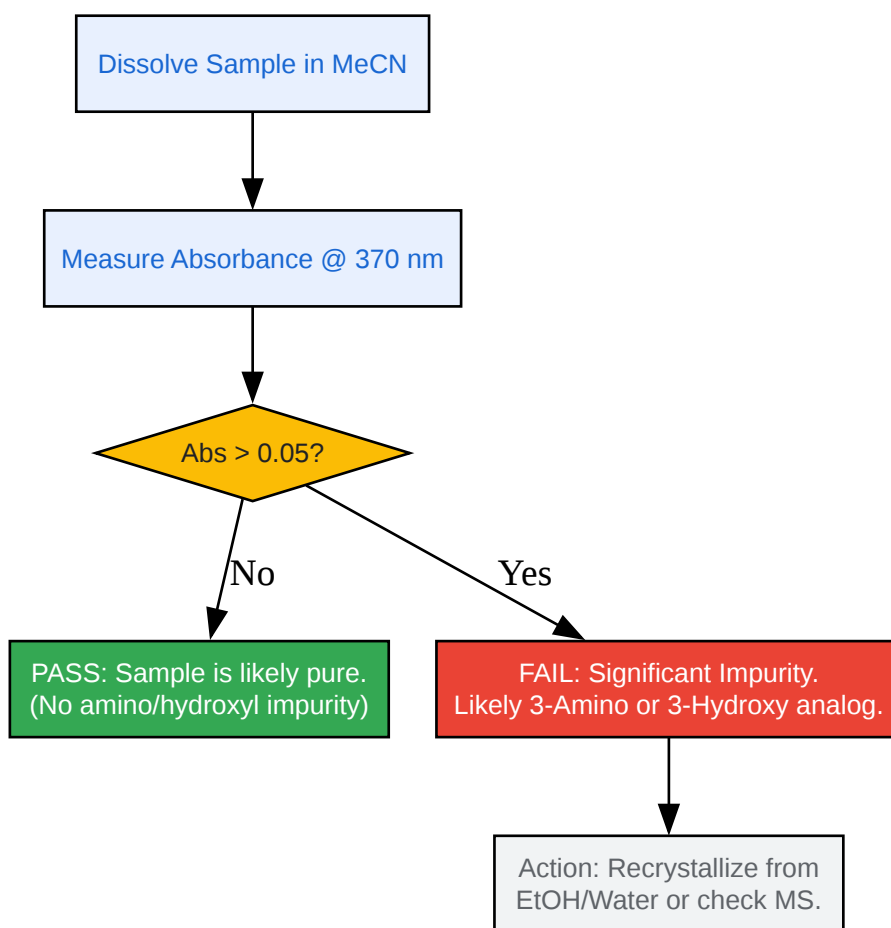 Dissolve Sample in MeCN
Measure Absorbance @ 370 nm
Abs > 0.05?
No
Yes
PASS: Sample is likely pure.
(No amino/hydroxyl impurity)
FAIL: Significant Impurity.
Likely 3-Amino or 3-Hydroxy analog.
Action: Recrystallize from
EtOH/Water or check MS.